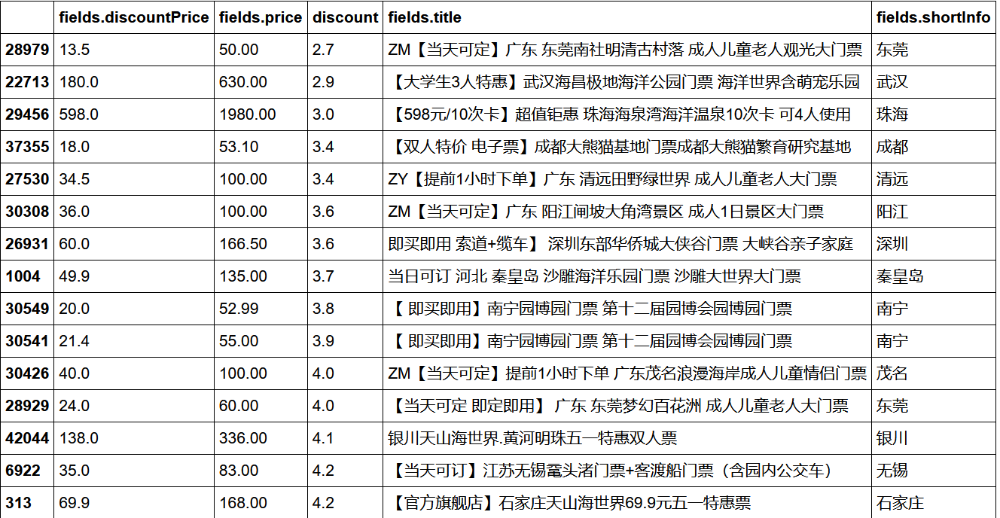 fields.discountPrice fields.price discount fields.title fields.shortInfo
28979 13.5 50.00 2.7 ZM【当天可定】广东 东莞南社明清古村落 成人儿童老人观光大门票 东莞
22713 180.0 630.00 2.9 【大学生3人特惠】武汉海昌极地海洋公园门票 海洋世界含萌宠乐园 武汉
29456 598.0 1980.00 3.0 【598元/10次卡】超值钜惠 珠海海泉湾海洋温泉10次卡 可4人使用 珠海
37355 18.0 53.10 3.4 【双人特价 电子票】成都大熊猫基地门票成都大熊猫繁育研究基地 成都
27530 34.5 100.00 3.4 ZY【提前1小时下单】广东 清远田野绿世界 成人儿童老人大门票 清远
30308 36.0 100.00 3.6 ZM【当天可定】广东 阳江闸坡大角湾景区 成人1日景区大门票 阳江
26931 60.0 166.50 3.6 即买即用 索道+缆车】 深圳东部华侨城大侠谷门票 大峡谷亲子家庭 深圳
1004 49.9 135.00 3.7 当日可订 河北 秦皇岛 沙雕海洋乐园门票 沙雕大世界大门票 秦皇岛
30549 20.0 52.99 3.8 【 即买即用】南宁园博园门票 第十二届园博会园博园门票 南宁
30541 21.4 55.00 3.9 【 即买即用】南宁园博园门票 第十二届园博会园博园门票 南宁
30426 40.0 100.00 4.0 ZM【当天可定】提前1小时下单 广东茂名浪漫海岸成人儿童情侣门票 茂名
28929 24.0 60.00 4.0 【当天可定 即定即用】 广东 东莞梦幻百花洲 成人儿童老人大门票 东莞
42044 138.0 336.00 4.1 银川天山海世界.黄河明珠五一特惠双人票 银川
6922 35.0 83.00 4.2 【当天可订】江苏无锡鼋头渚门票+客渡船门票（含园内公交车） 无锡
313 69.9 168.00 4.2 【官方旗舰店】石家庄天山海世界69.9元五一特惠票 石家庄